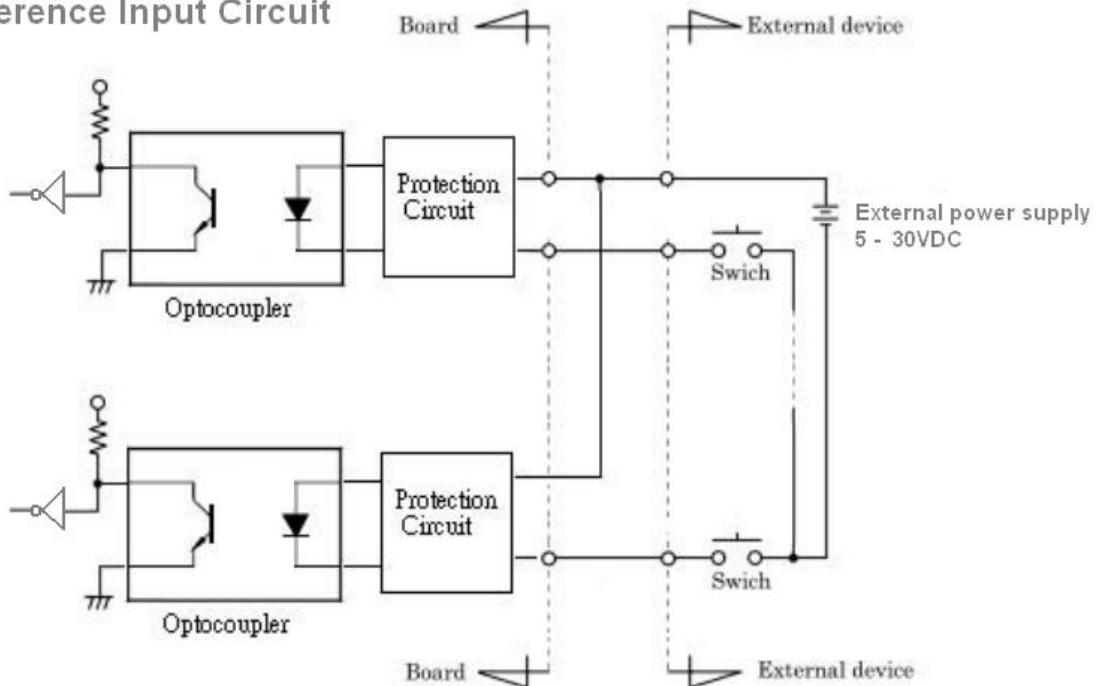 erence Input Circuit
Board
External device
Protection
Circuit
External power supply
5 - 30VDC
Swich
Optocoupler
Protection
Circuit
Swich
Optocoupler
Board
External device